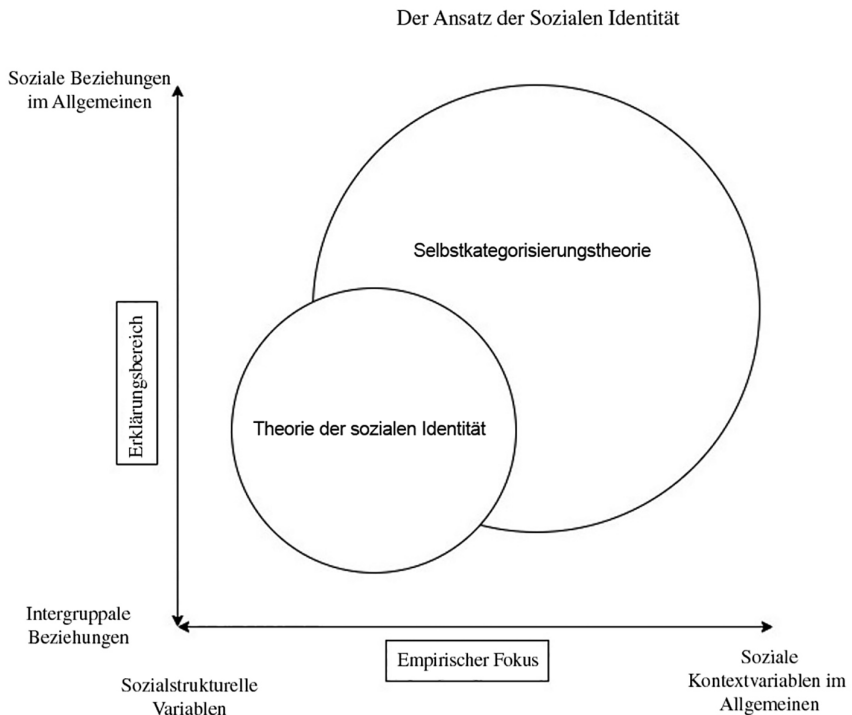 Der Ansatz der Sozialen Identität
Soziale Beziehungen
im Allgemeinen
Selbstkategorisierungstheorie
Erklärungsbereich
Theorie der sozialen Identität
Intergruppale
Beziehungen
Empirischer Fokus
Sozialstrukturelle
Variablen
Soziale
Kontextvariablen im
Allgemeinen